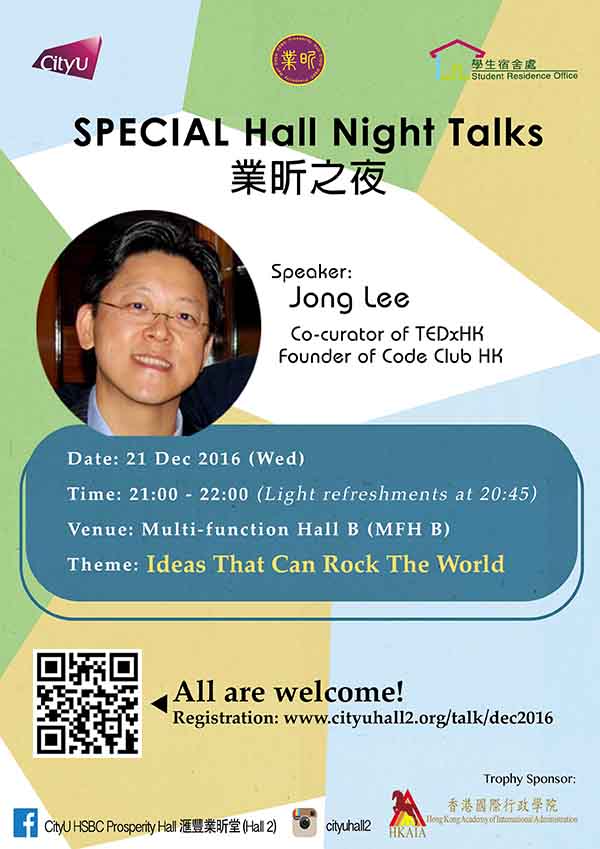 CityU
業昕
學生宿舍處
Student Residence Office
SPECIAL Hall Night Talks
業昕之夜
Speaker:
Jong Lee
Co-curator of TEDxHK
Founder of Code Club HK
Date: 21 Dec 2016 (Wed)
Time: 21:00 - 22:00 (Light refreshments at 20:45)
Venue: Multi-function Hall B (MFH B)
Theme: Ideas That Can Rock The World
All are welcome!
Registration: www.cityuhall2.org/talk/dec2016
Trophy Sponsor:
CityU HSBC Prosperity Hall 滙豐業昕堂 (Hall 2)
cityuhall2
HKAIA
香港國際行政學院
Hong Kong Academy of International Administration